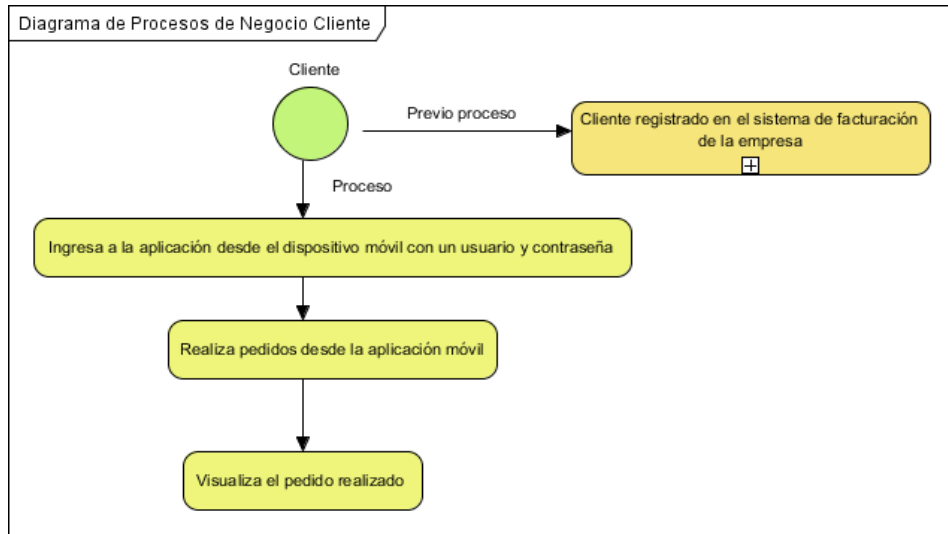 Diagrama de Procesos de Negocio Cliente
Cliente
Previo proceso
Cliente registrado en el sistema de facturación
de la empresa
Proceso
Ingresa a la aplicación desde el dispositivo móvil con un usuario y contraseña
Realiza pedidos desde la aplicación móvil
Visualiza el pedido realizado